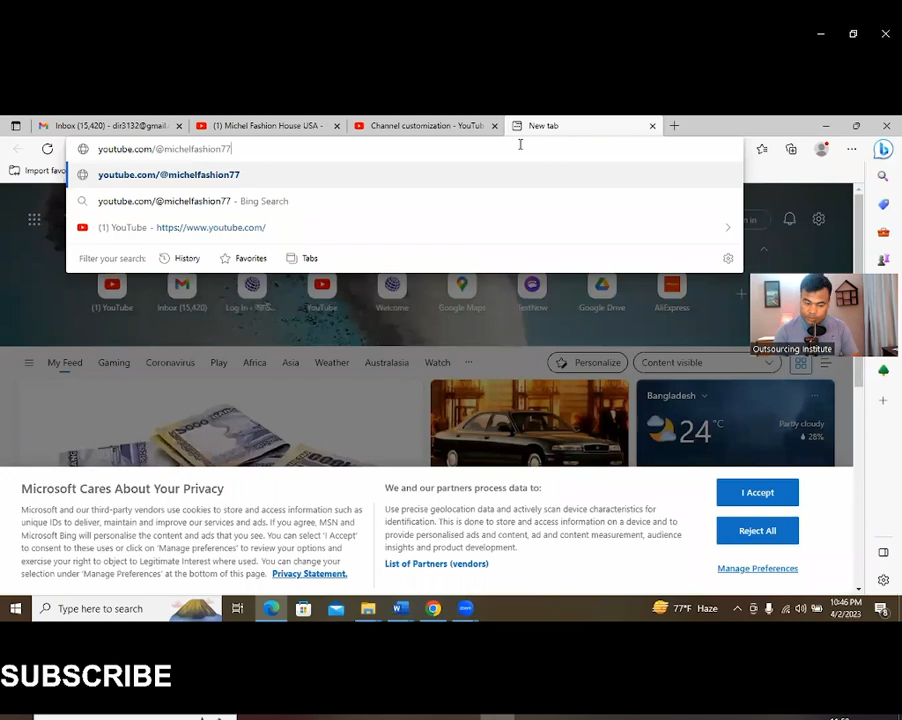 Inbox (15,420) - dir3132@gmail.
(1) Michel Fashion House USA -
Channel customization - YouTub
New tab
youtube.com/@michelfashion77
Import favo
youtube.com/@michelfashion77
youtube.com/@michelfashion77 - Bing Search
(1) YouTube - https://www.youtube.com/
Filter your search:
History
Favorites
Tabs
(1) YouTube
Inbox (15,420)
YouTube
Welcome
Google Maps
Google Drive
AliExpress
Outsourcing Institute
My Feed
Gaming
Coronavirus
Play
Africa
Asia
Weather
Australasia
Watch
Personalize
Content visible
Bangladesh
24
°C
Partly cloudy
28%
Microsoft Cares About Your Privacy
Microsoft and our third-party vendors use cookies to store and access information such as
unique IDs to deliver, maintain and improve our services and ads. If you agree, MSN and
Microsoft Bing will personalise the content and ads that you see. You can select 'I Accept'
to consent to these uses or click on 'Manage preferences' to review your options and
exercise your right to object to Legitimate Interest where used. You can change your
selection under 'Manage Preferences' at the bottom of this page. Privacy Statement.
We and our partners process data to:
Use precise geolocation data and actively scan device characteristics for
identification. This is done to store and access information on a device and to
provide personalised ads and content, ad and content measurement, audience
insights and product development.
List of Partners (vendors)
I Accept
Reject All
Manage Preferences
Type here to search
77°F Haze
10:46 PM
4/2/2023
SUBSCRIBE